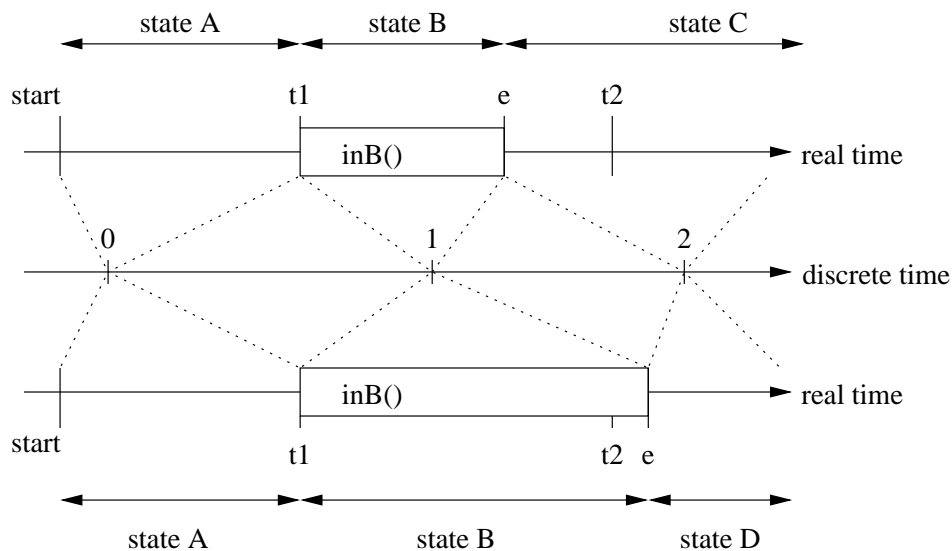 state A
state B
state C
start
t1
e
t2
inB()
real time
0
1
2
discrete time
inB()
real time
start
t1
t2
e
state A
state B
state D